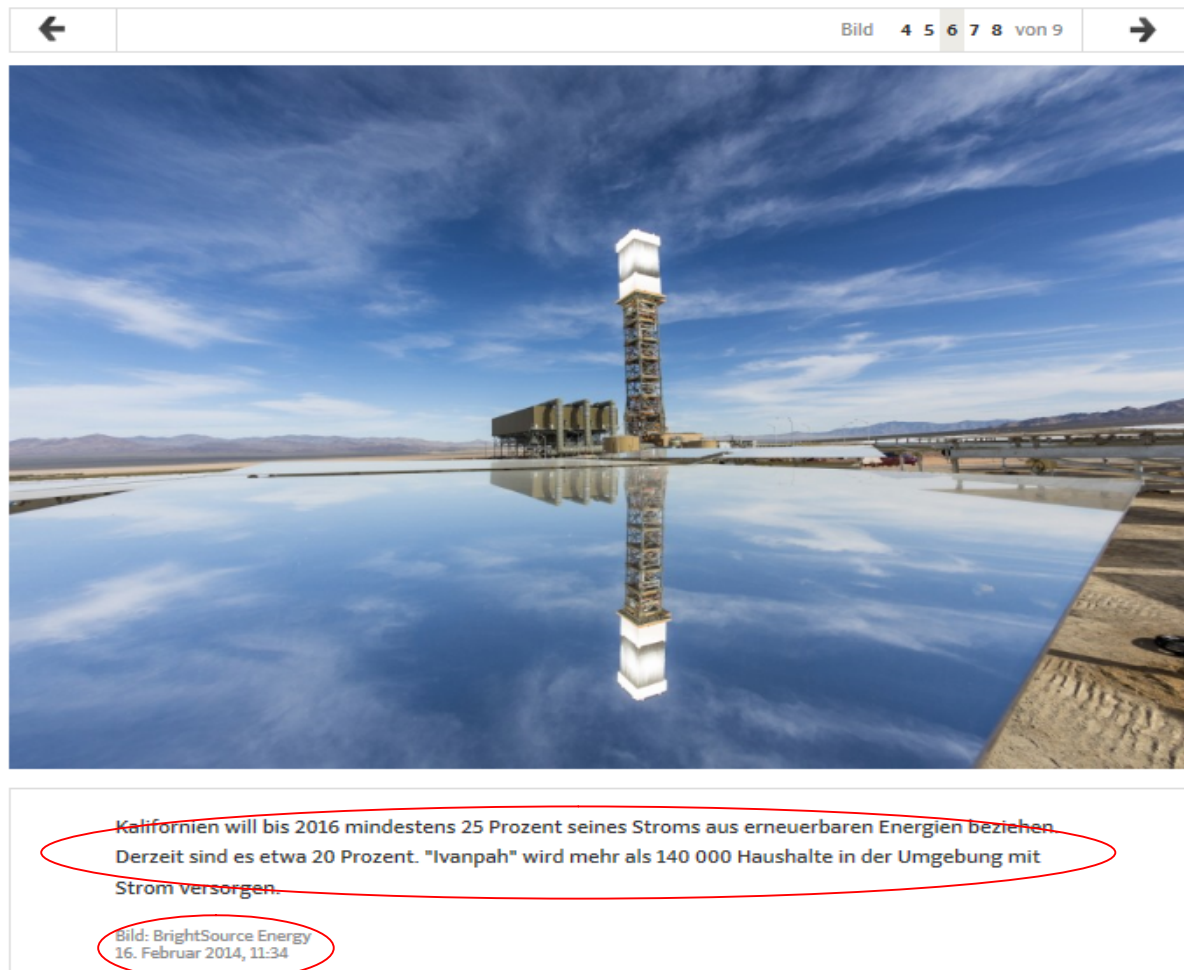 Bild 4 5 6 7 8 von 9
Kalifornien will bis 2016 mindestens 25 Prozent seines Stroms aus erneuerbaren Energien beziehen.
Derzeit sind es etwa 20 Prozent. "Ivanpah" wird mehr als 140 000 Haushalte in der Umgebung mit
Strom versorgen.
Bild: BrightSource Energy
16. Februar 2014, 11:34